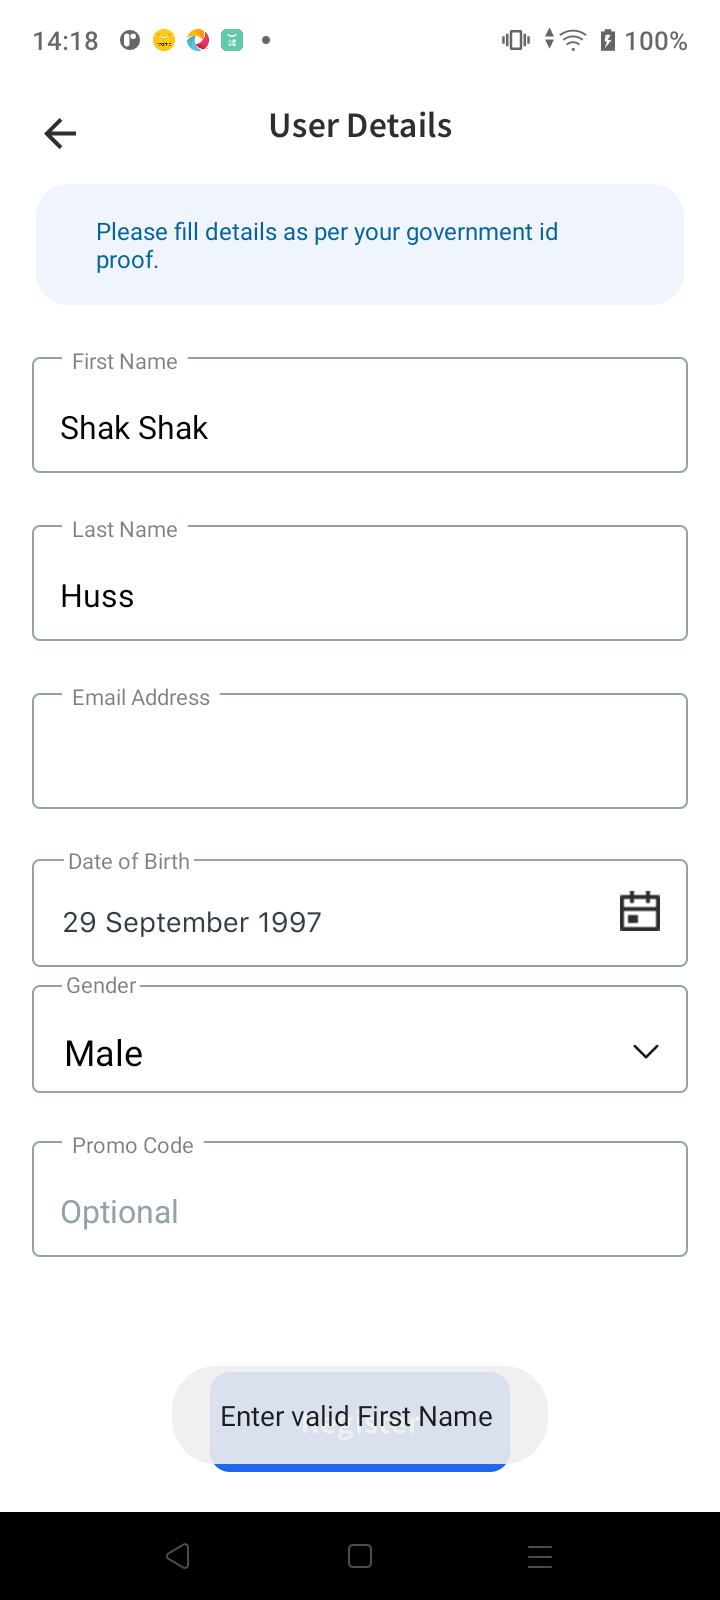 14:18
100%
User Details
Please fill details as per your government id
proof.
First Name
Shak Shak
Last Name
Huss
Email Address
Date of Birth
29 September 1997
Gender
Male
Promo Code
Optional
Enter valid First Name
Register